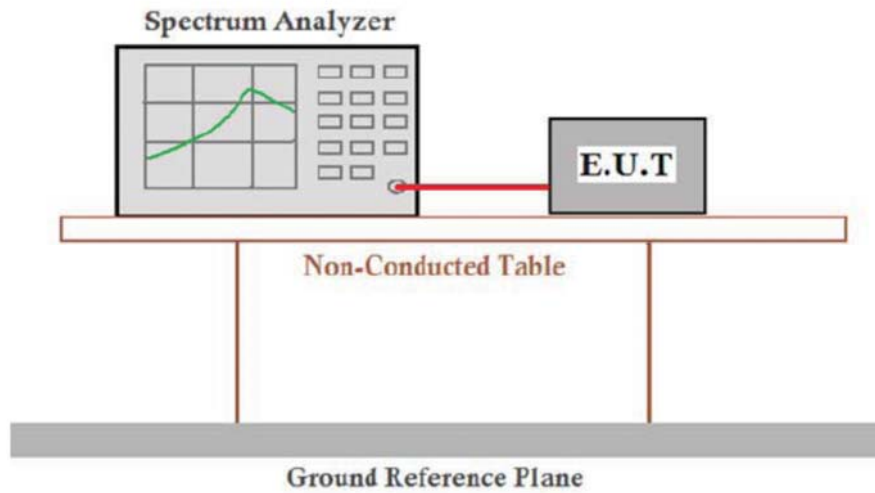 Spectrum Analyzer
E.U.T
Non-Conducted Table
Ground Reference Plane